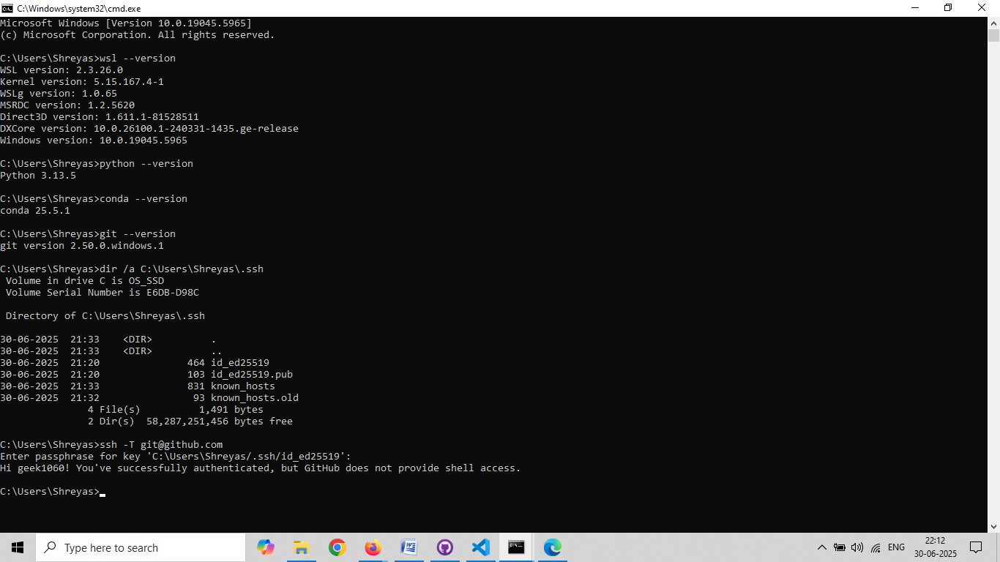 C:\Windows\system32\cmd.exe
Microsoft Windows [Version 10.0.19045.5965]
(c) Microsoft Corporation. All rights reserved.
C:\Users\Shreyas>wsl --version
WSL version: 2.3.26.0
Kernel version: 5.15.167.4-1
WSLg version: 1.0.65
MSRDC version: 1.2.5620
Direct3D version: 1.611.1-81528511
DXCore version: 10.0.26100.1-240331-1435.ge-release
Windows version: 10.0.19045.5965
C:\Users\Shreyas>python --version
Python 3.13.5
C:\Users\Shreyas>conda --version
conda 25.5.1
C:\Users\Shreyas>git --version
git version 2.50.0.windows.1
C:\Users\Shreyas>dir /a C:\Users\Shreyas\.ssh
Volume in drive C is OS_SSD
Volume Serial Number is E6DB-D98C
Directory of C:\Users\Shreyas\.ssh
30-06-2025  21:33    <DIR>          .
30-06-2025  21:33    <DIR>          ..
30-06-2025  21:20               464 id_ed25519
30-06-2025  21:20               103 id_ed25519.pub
30-06-2025  21:33               831 known_hosts
30-06-2025  21:32                93 known_hosts.old
4 File(s)          1,491 bytes
2 Dir(s)  58,287,251,456 bytes free
C:\Users\Shreyas>ssh -T git@github.com
Enter passphrase for key 'C:\Users\Shreyas/.ssh/id_ed25519':
Hi geek1060! You've successfully authenticated, but GitHub does not provide shell access.
C:\Users\Shreyas>
Type here to search
ENG
22:12
30-06-2025